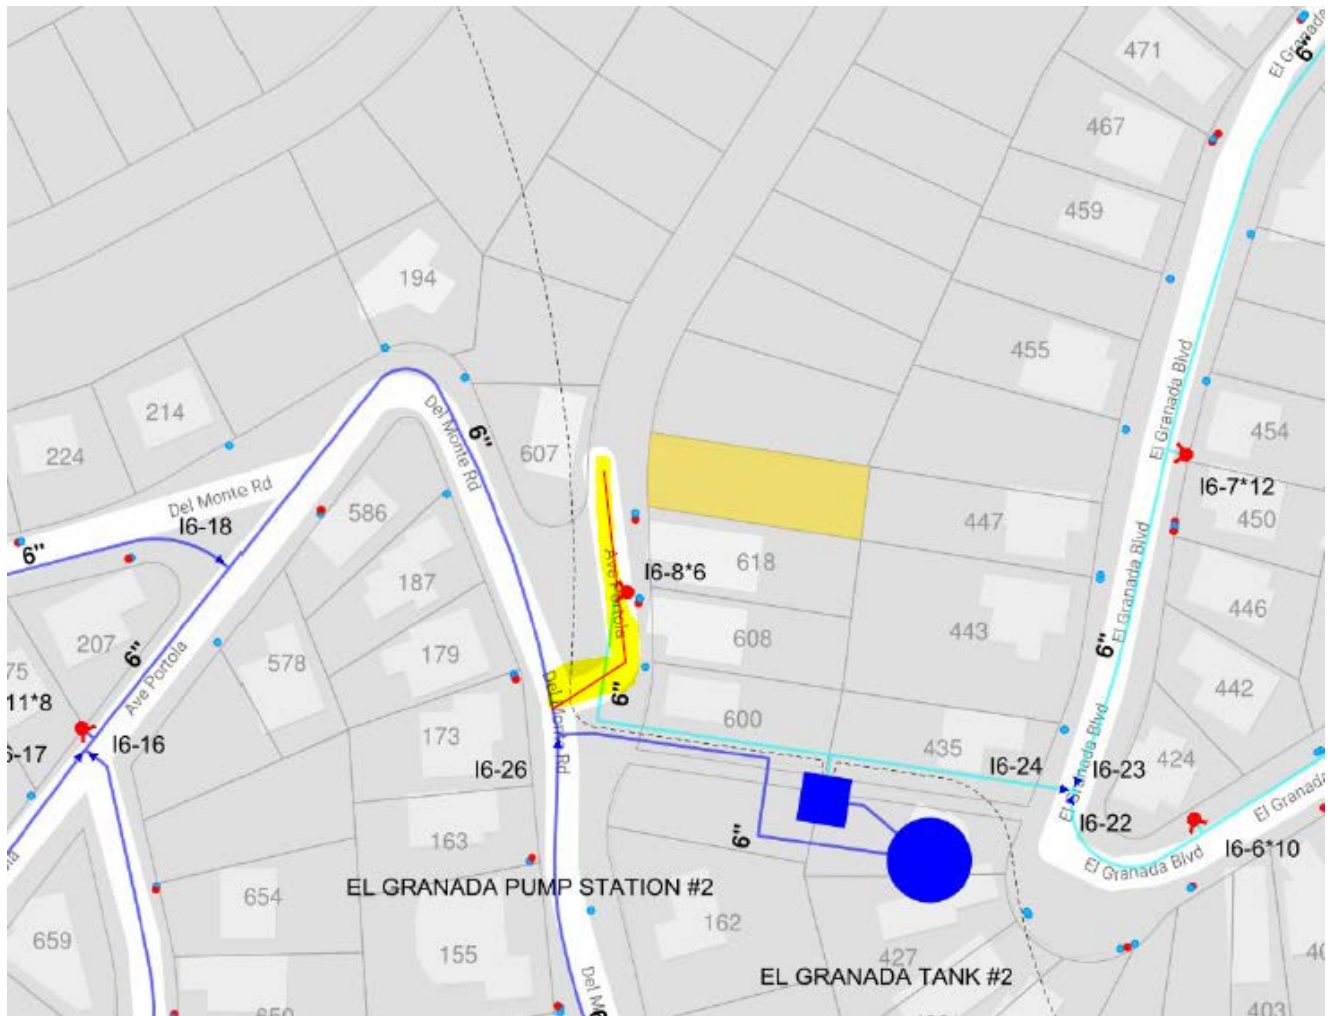 471
El Granada
6"
467
459
194
455
El Granada Blvd
214
224
Del Monte Rd
6"
607
454
I6-7*12
Del Monte Rd
I6-18
6"
586
447
450
Ave Portola
618
I6-8*6
El Granada Blvd
187
446
207
6"
Ave Portola
578
179
608
443
6"
75
11*8
442
6"
Del Monte Rd
600
6-17
I6-16
173
I6-26
435
I6-24
El Granada Blvd
I6-23
424
El Granada
I6-22
163
6"
El Granada Blvd
I6-6*10
EL GRANADA PUMP STATION #2
654
162
659
155
427
EL GRANADA TANK #2
Del M
6"
403